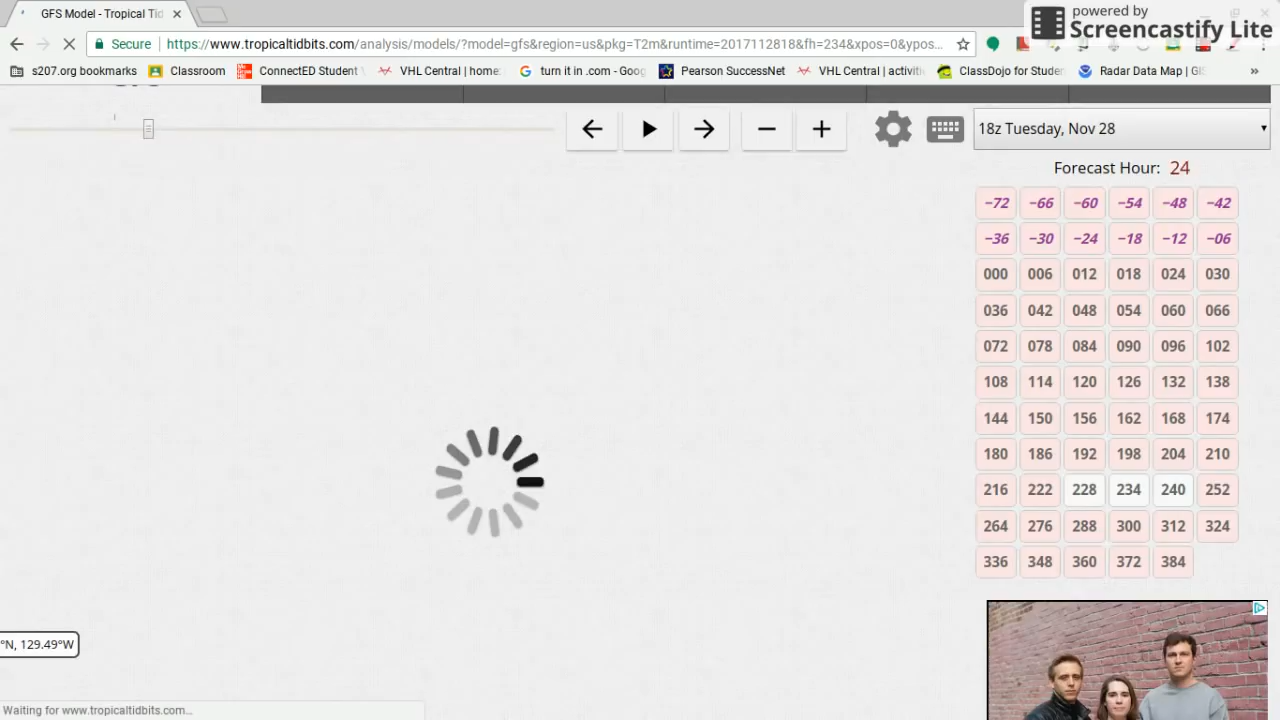 GFS Model - Tropical Tid
powered by
Screencastify Lite
Secure https://www.tropicaltidbits.com/analysis/models/?model=gfs&region=us&pkg=T2m&runtime=2017112818&fh=234&xpos=0&ypos...
s207.org bookmarks Classroom ConnectED Student VHL Central | home: turn it in .com - Goog Pearson SuccessNet VHL Central | activiti ClassDojo for Studen Radar Data Map | GIS »
18z Tuesday, Nov 28
Forecast Hour: 24
−72 −66 −60 −54 −48 −42
−36 −30 −24 −18 −12 −06
000 006 012 018 024 030
036 042 048 054 060 066
072 078 084 090 096 102
108 114 120 126 132 138
144 150 156 162 168 174
180 186 192 198 204 210
216 222 228 234 240 252
264 276 288 300 312 324
336 348 360 372 384
°N, 129.49°W
Waiting for www.tropicaltidbits.com...